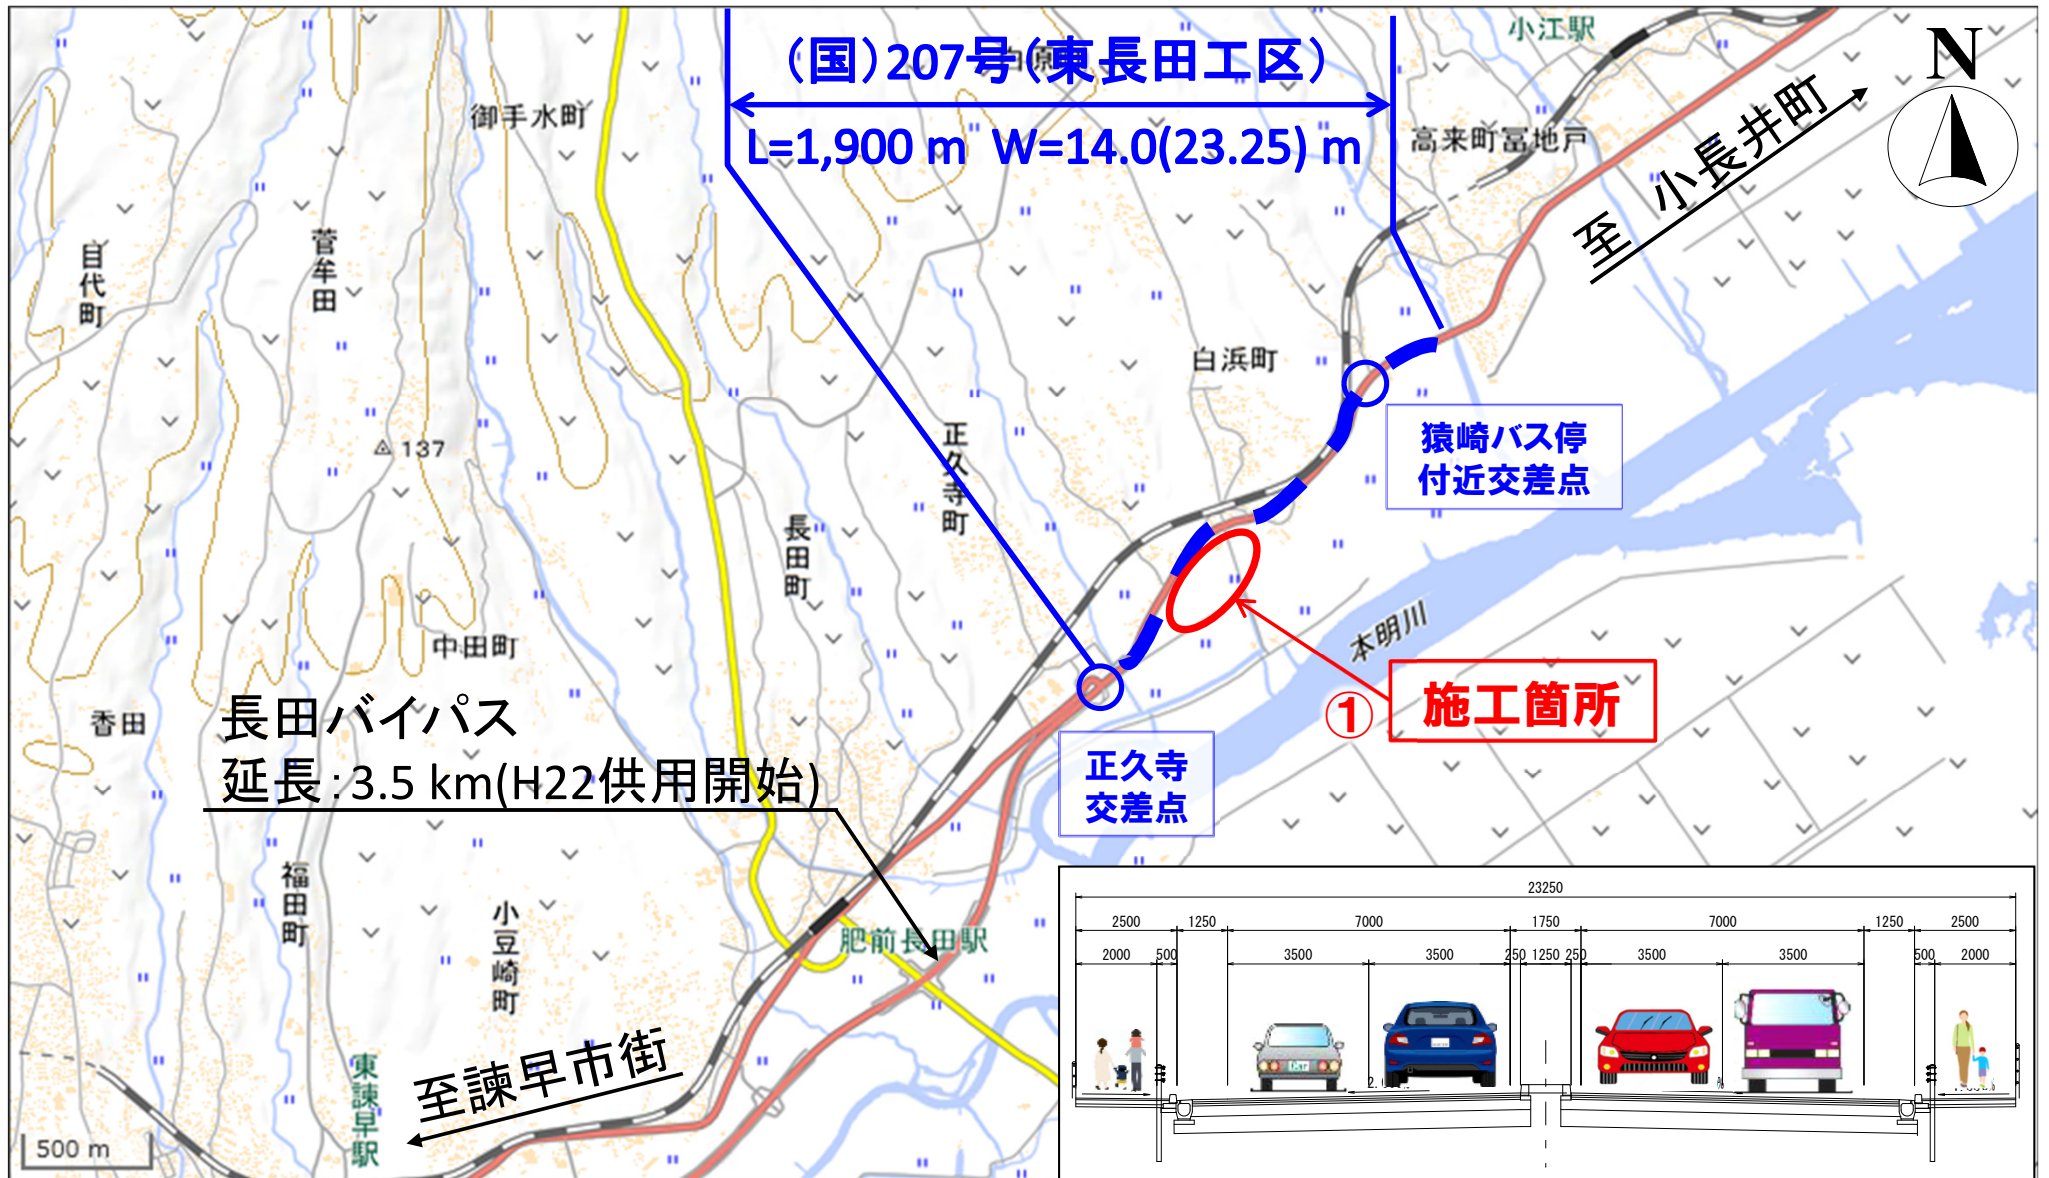 小江駅
N
(国)207号(東長田工区)
L=1,900 m W=14.0(23.25) m
御手水町
高来町冨地戸
至 小長井町
目代町
菅牟田
白浜町
137
正久寺町
猿崎バス停
付近交差点
長田町
本明川
中田町
① 施工箇所
香田
長田バイパス
延長:3.5 km(H22供用開始)
正久寺
交差点
福田町
小豆崎町
肥前長田駅
至諫早市街
東諫早駅
500 m
23250
2500 1250 7000 1750 7000 1250 2500
2000 500 3500 3500 250 1250 250 3500 3500 500 2000